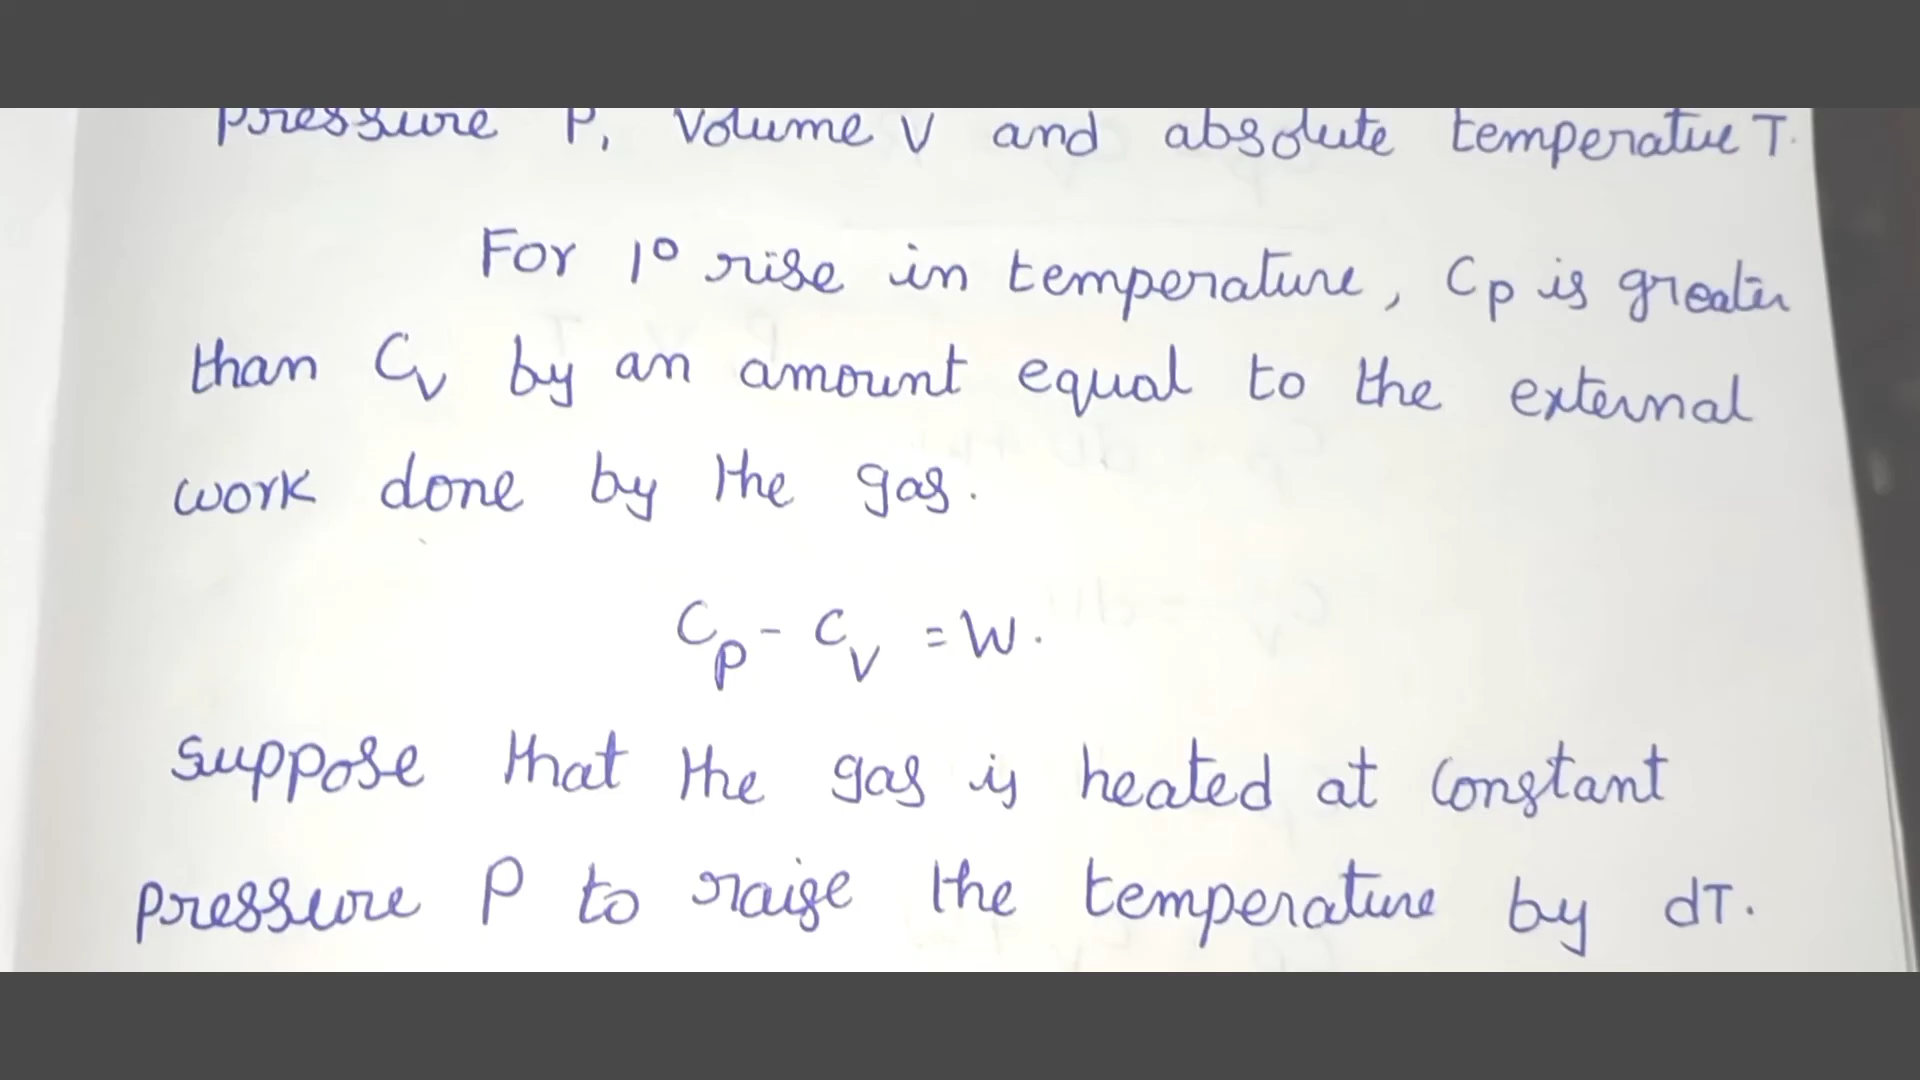 pressure P, Volume V and absolute temperatue T.
For 1° rise in temperature, Cp is greater
than Cv by an amount equal to the external
work done by the gas.
Cp - Cv = W.
Suppose that the gas is heated at Constant
pressure P to raise the temperature by dT.